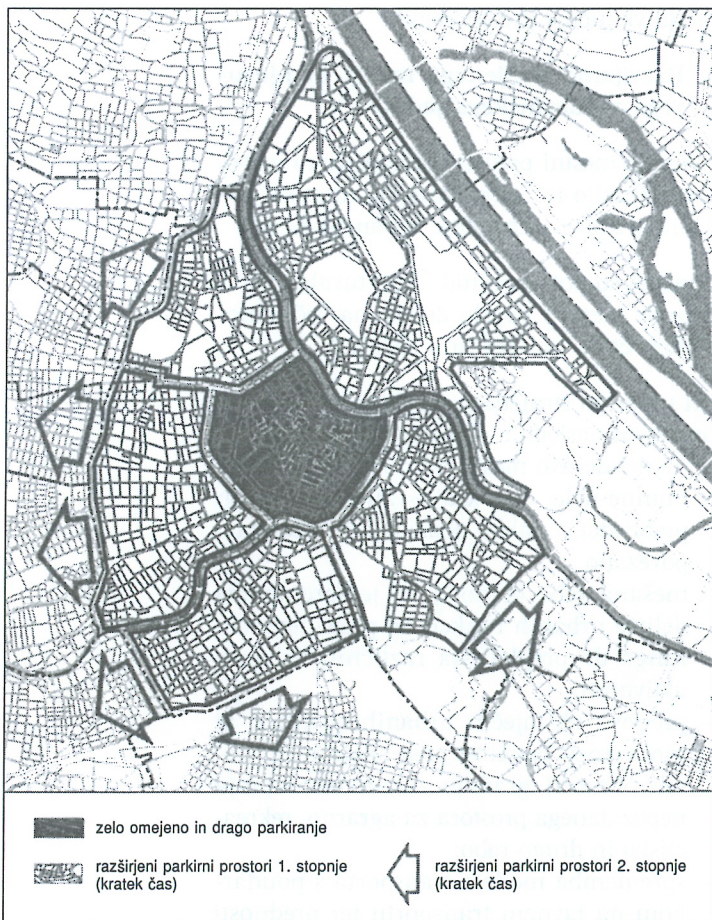 zelo omejeno in drago parkiranje
razširjeni parkirni prostori 1. stopnje
(kratek čas)
razširjeni parkirni prostori 2. stopnje
(kratek čas)